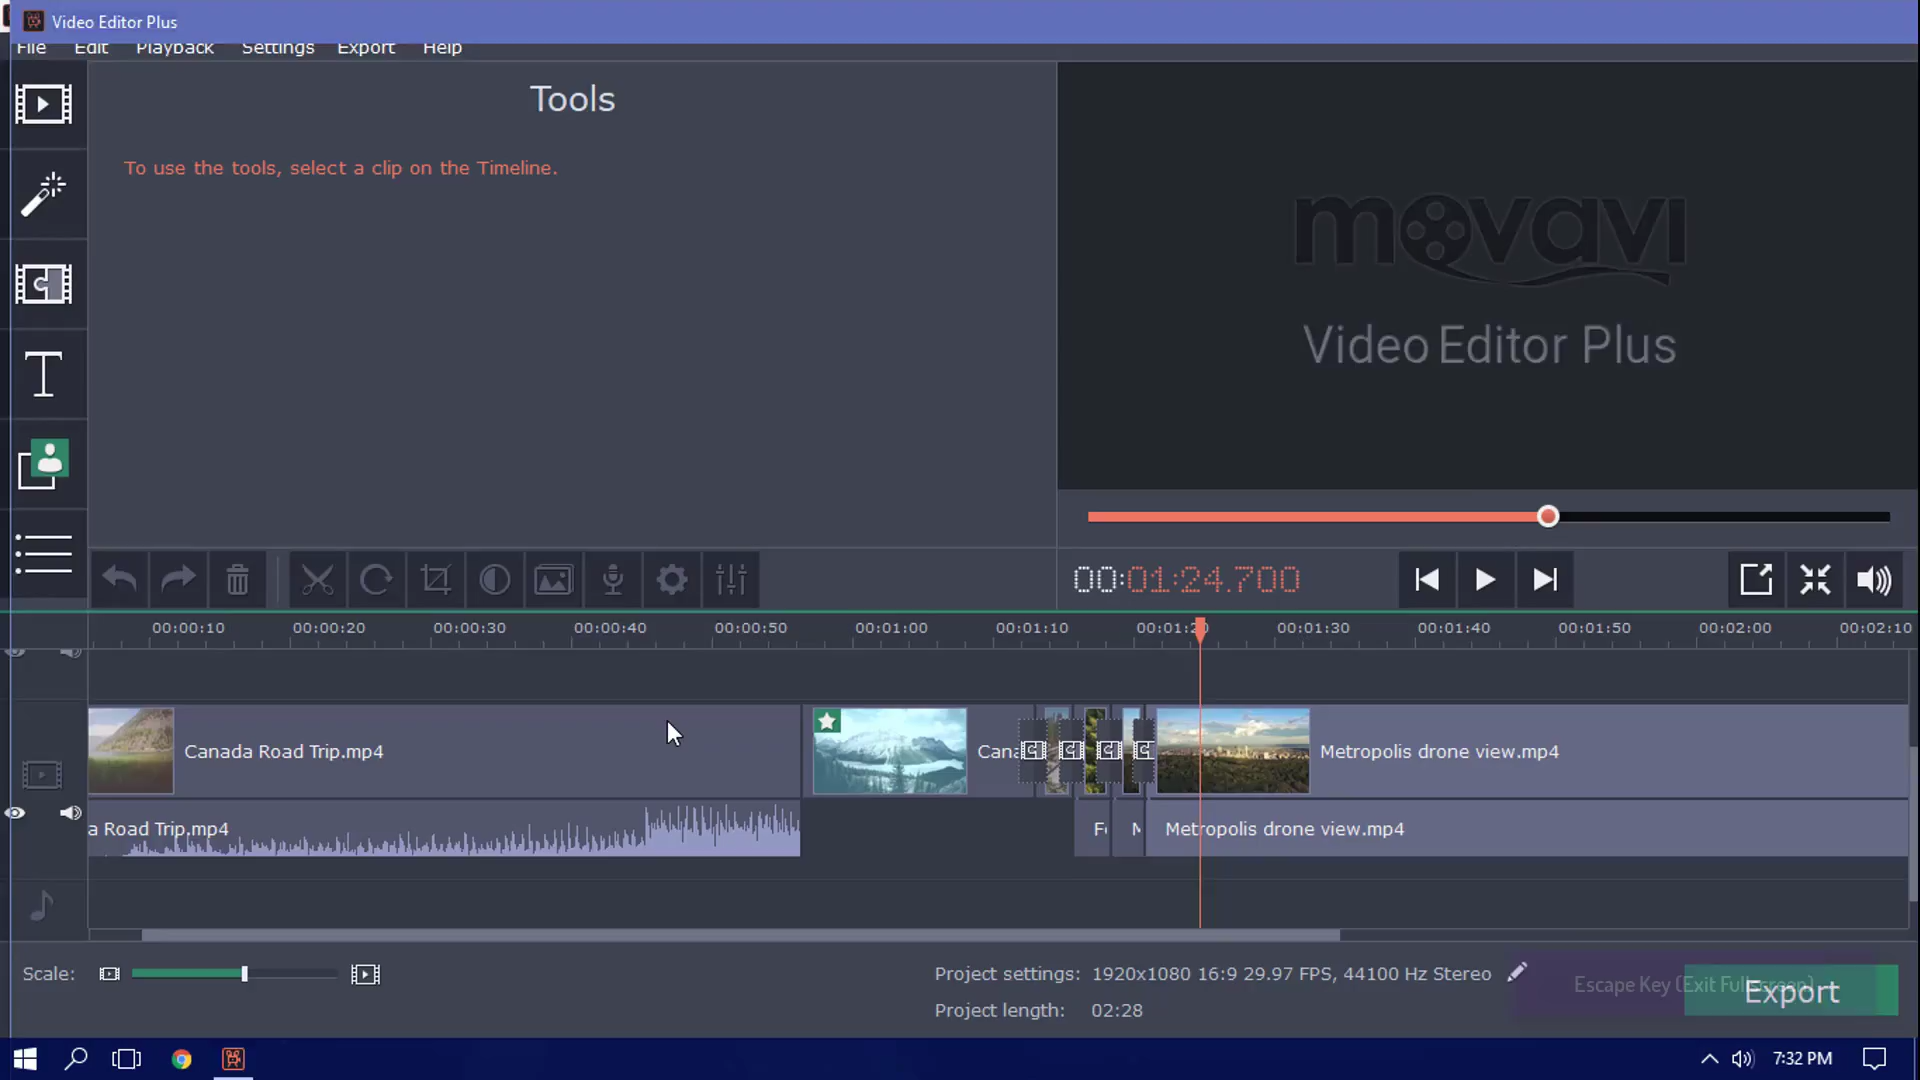 Video Editor Plus
File Edit Playback Settings Export Help
Tools
To use the tools, select a clip on the Timeline.
movavi
Video Editor Plus
00:01:24.700
00:00:10 00:00:20 00:00:30 00:00:40 00:00:50 00:01:00 00:01:10 00:01:20 00:01:30 00:01:40 00:01:50 00:02:00 00:02:10
Canada Road Trip.mp4
Cana
Metropolis drone view.mp4
a Road Trip.mp4
Metropolis drone view.mp4
Scale:
Project settings: 1920x1080 16:9 29.97 FPS, 44100 Hz Stereo
Escape Key (Exit Fullscreen)
Export
Project length: 02:28
7:32 PM